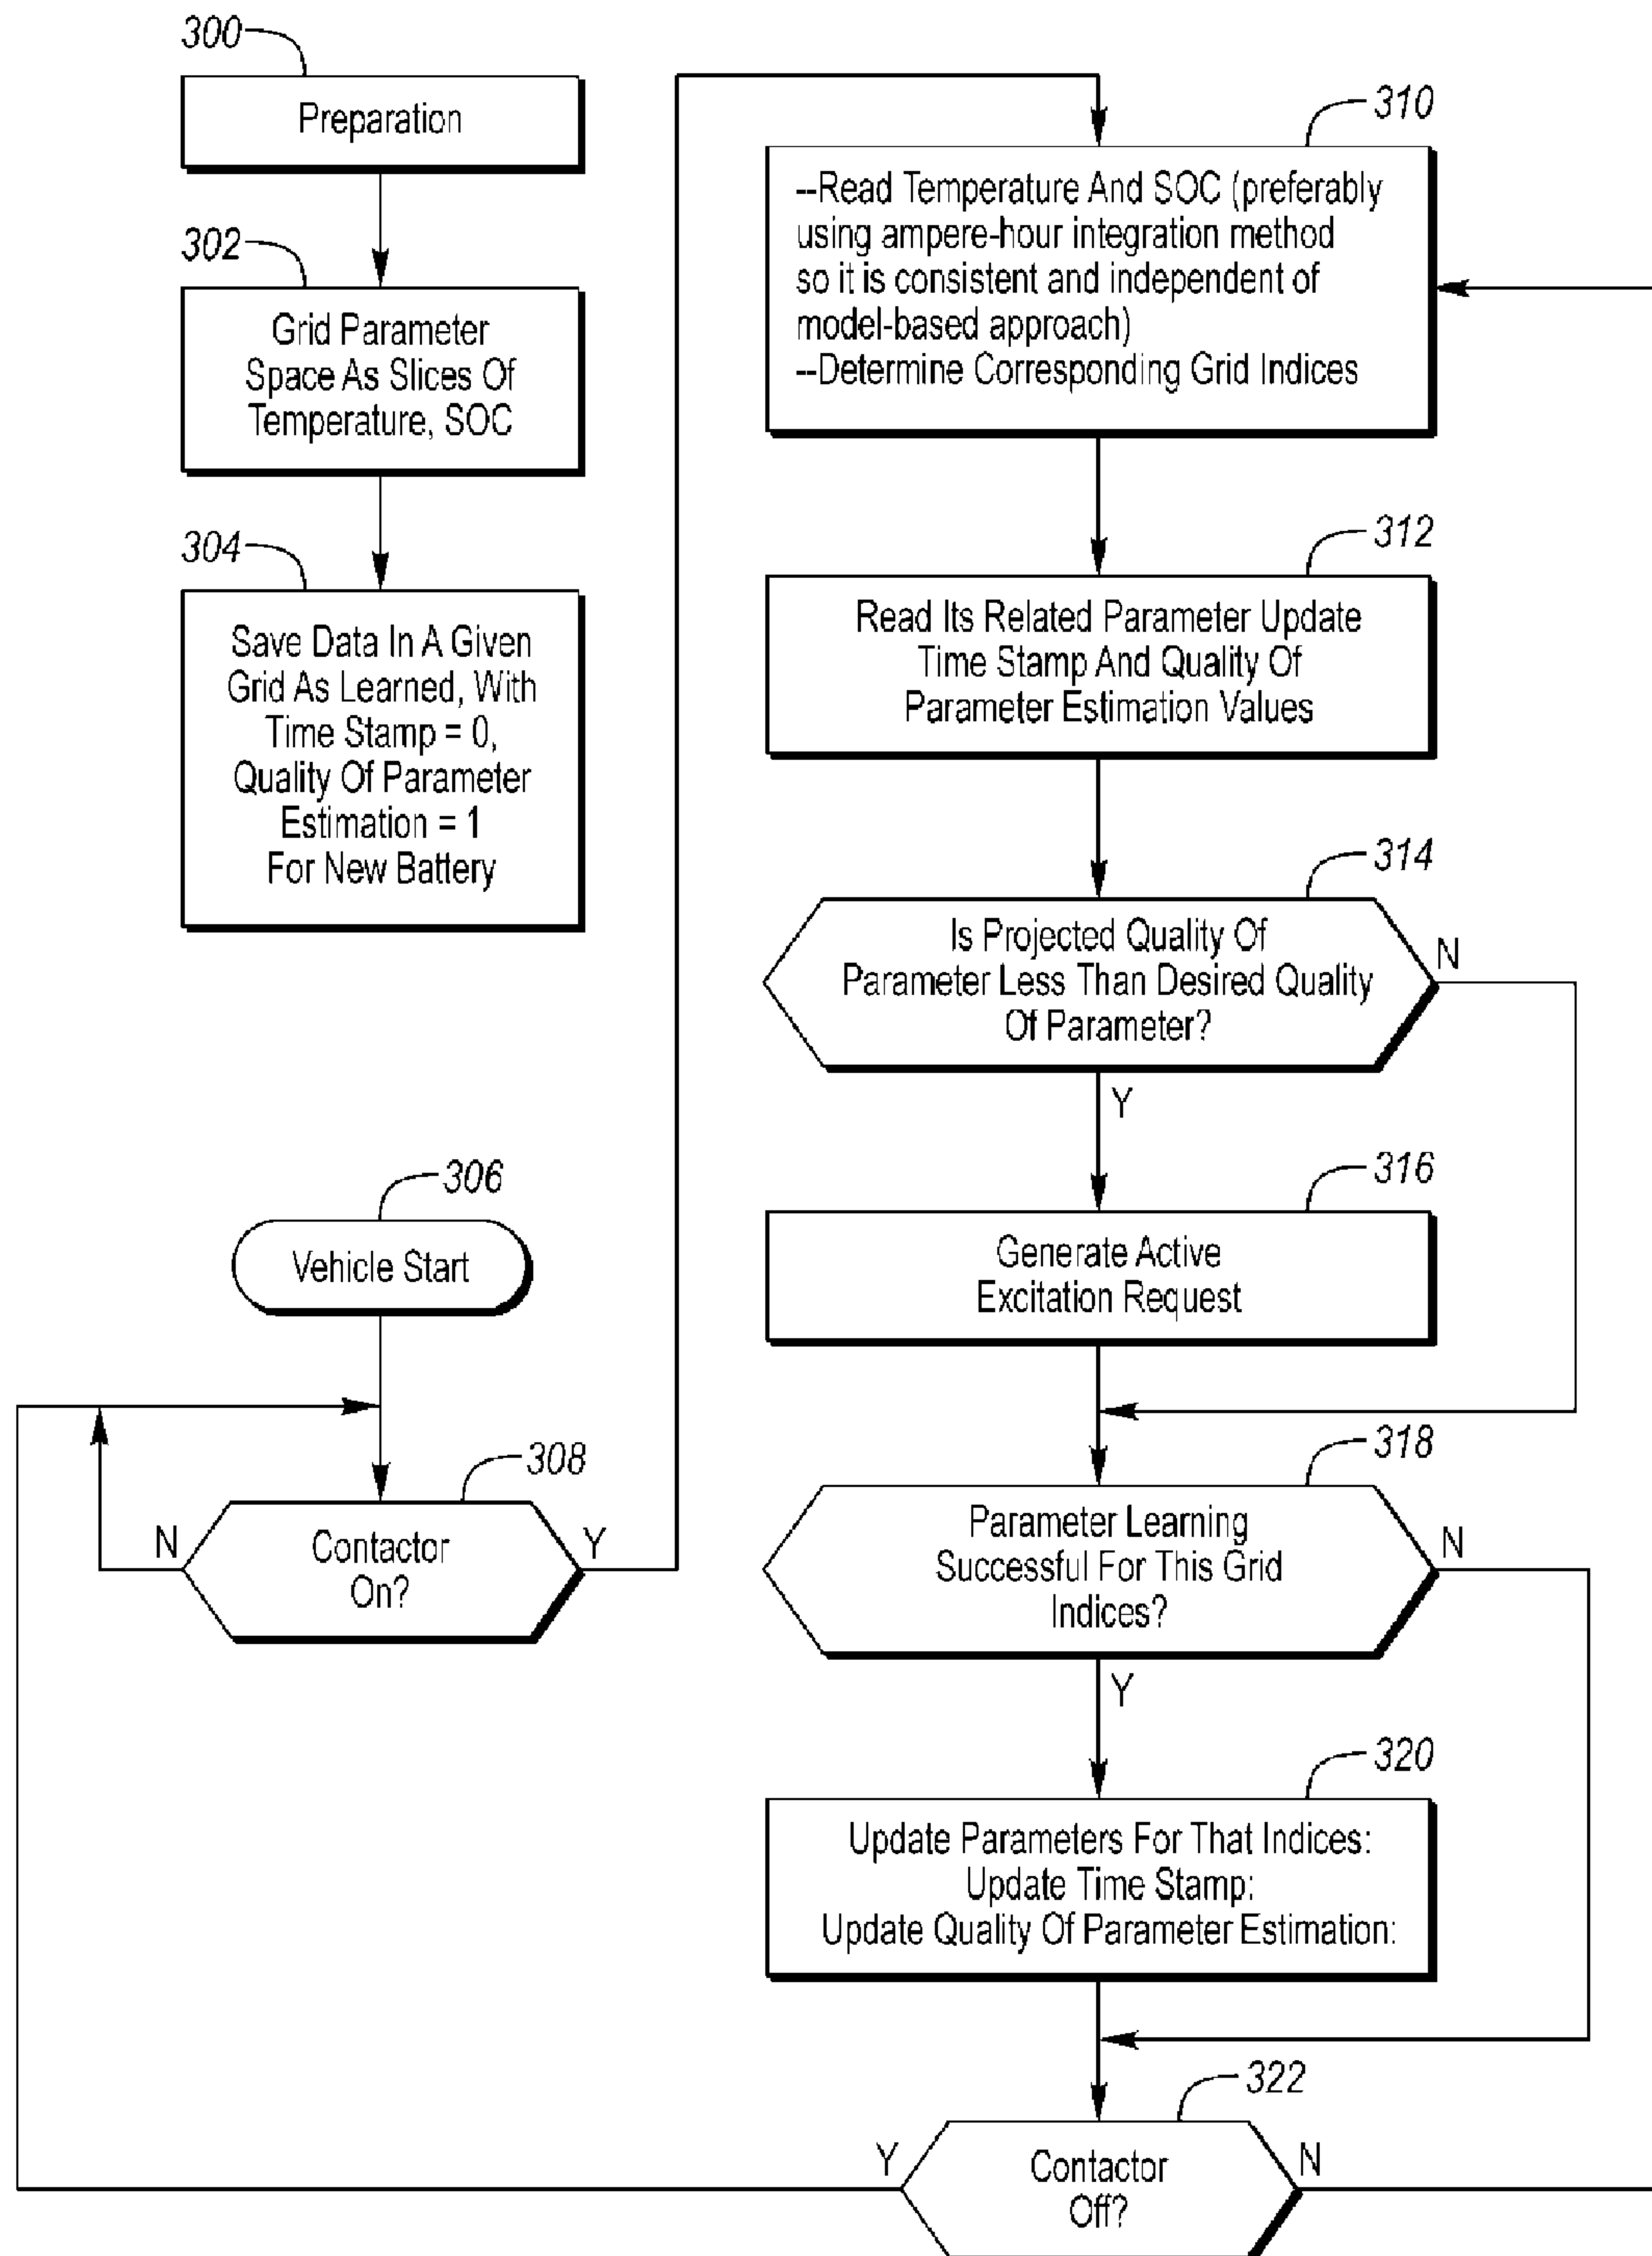 300
Preparation
302
Grid Parameter
Space As Slices Of
Temperature, SOC
304
Save Data In A Given
Grid As Learned, With
Time Stamp = 0,
Quality Of Parameter
Estimation = 1
For New Battery
306
Vehicle Start
308
Contactor
On?
N
Y
310
--Read Temperature And SOC (preferably
using ampere-hour integration method
so it is consistent and independent of
model-based approach)
--Determine Corresponding Grid Indices
312
Read Its Related Parameter Update
Time Stamp And Quality Of
Parameter Estimation Values
314
Is Projected Quality Of
Parameter Less Than Desired Quality
Of Parameter?
N
Y
316
Generate Active
Excitation Request
318
Parameter Learning
Successful For This Grid
Indices?
N
Y
320
Update Parameters For That Indices:
Update Time Stamp:
Update Quality Of Parameter Estimation:
322
Contactor
Off?
Y
N